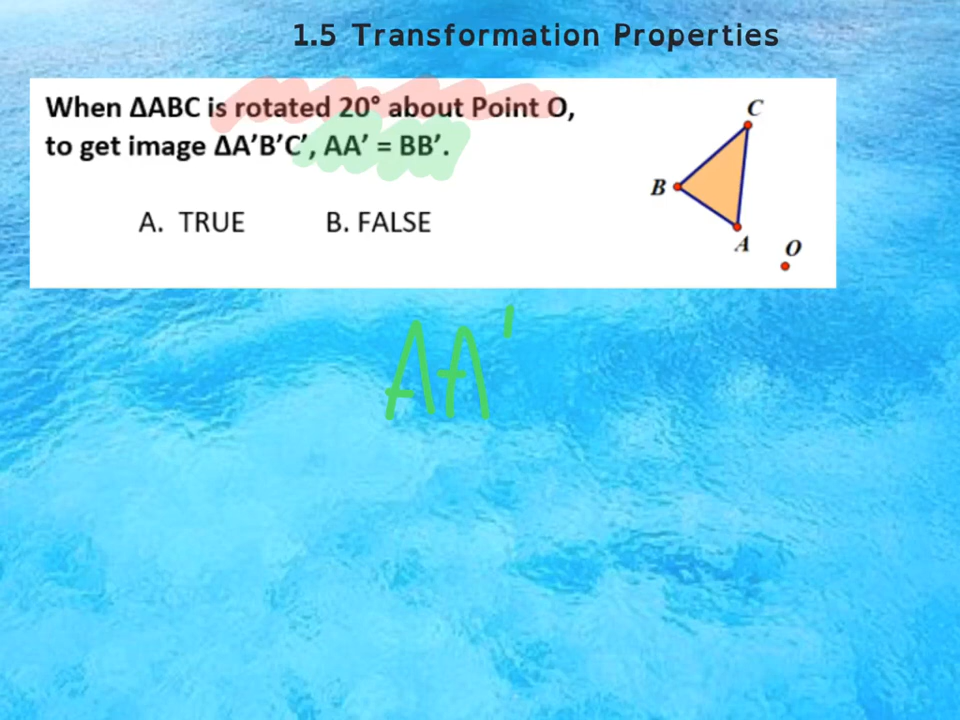 1.5 Transformation Properties
When ΔABC is rotated 20° about Point O,
to get image ΔA′B′C′, AA′ = BB′.
A. TRUE B. FALSE
C
B
A
O
AA'